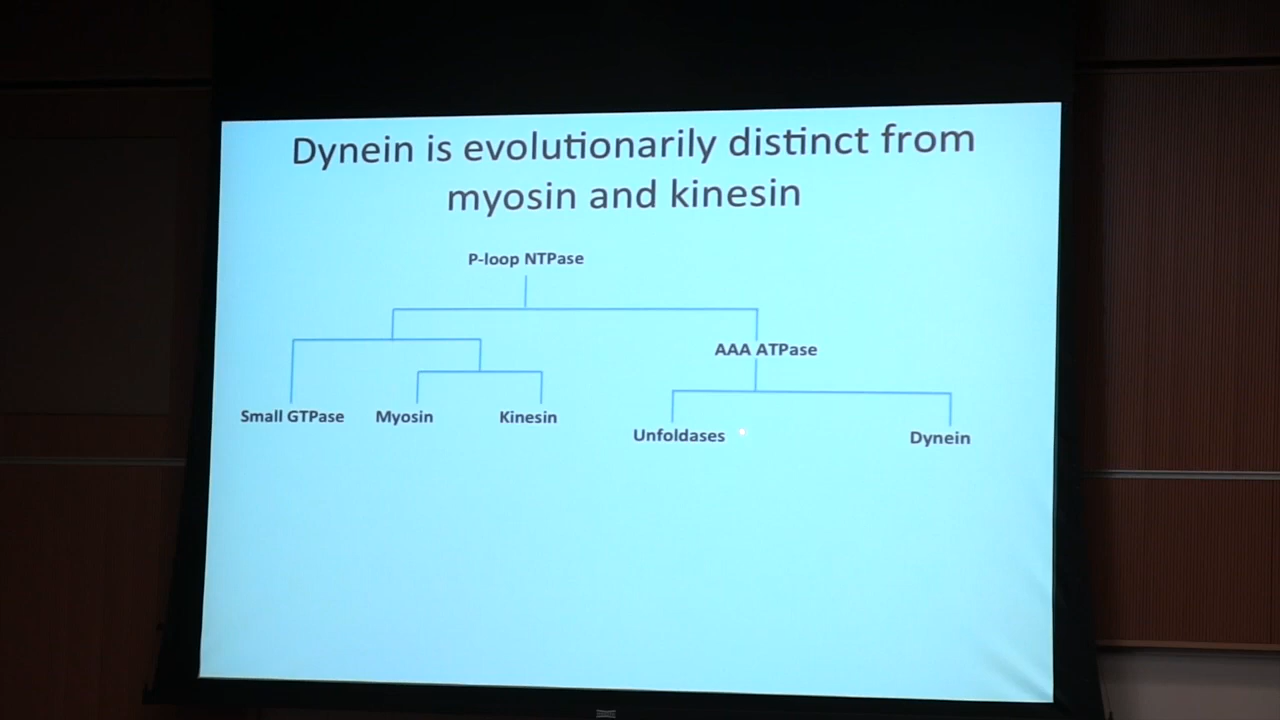 Dynein is evolutionarily distinct from
myosin and kinesin
P-loop NTPase
AAA ATPase
Small GTPase
Myosin
Kinesin
Unfoldases
Dynein